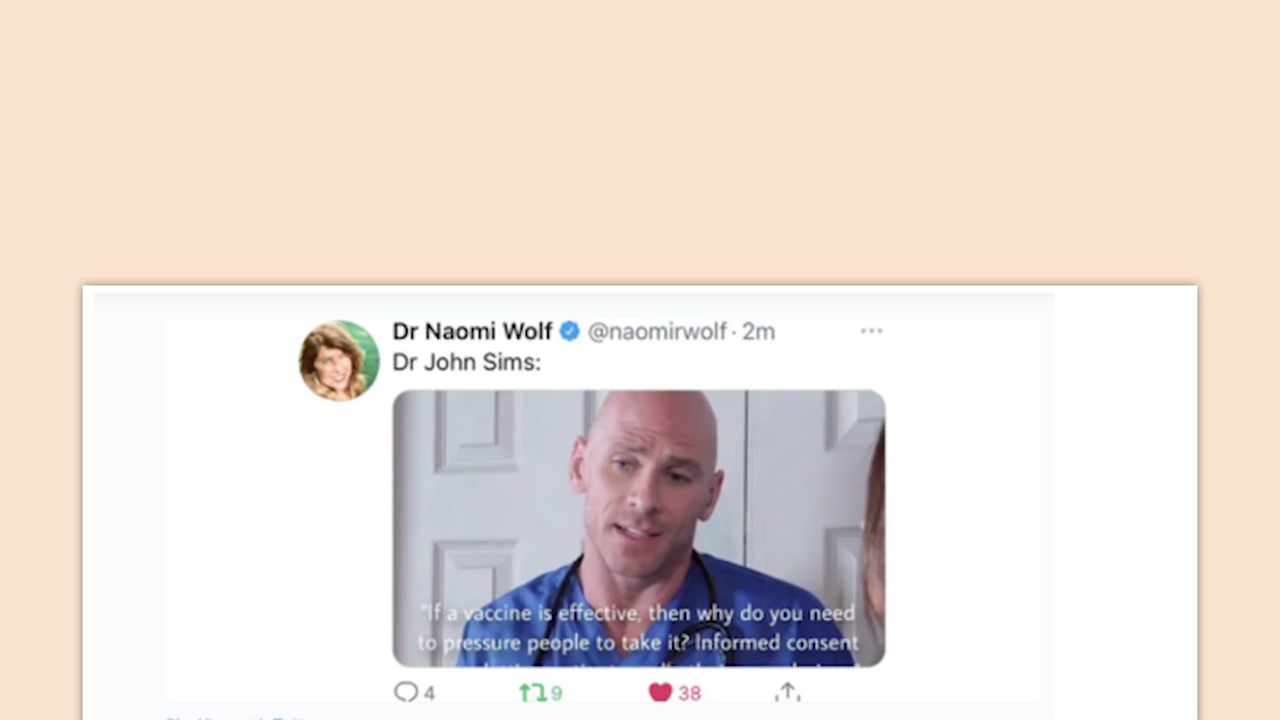 Dr Naomi Wolf @naomirwolf · 2m
Dr John Sims:
"If a vaccine is effective, then why do you need
to pressure people to take it? Informed consent
4 9 38